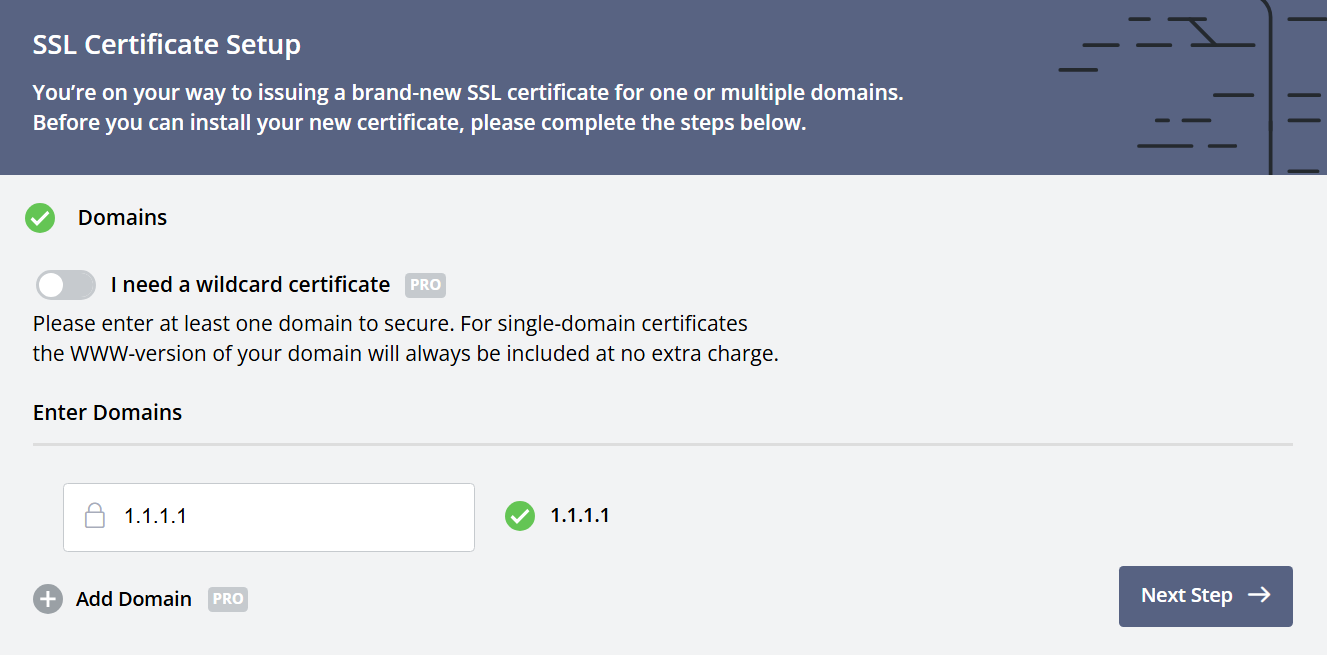 SSL Certificate Setup
You’re on your way to issuing a brand-new SSL certificate for one or multiple domains.
Before you can install your new certificate, please complete the steps below.
Domains
I need a wildcard certificate PRO
Please enter at least one domain to secure. For single-domain certificates
the WWW-version of your domain will always be included at no extra charge.
Enter Domains
1.1.1.1 1.1.1.1
Add Domain PRO
Next Step